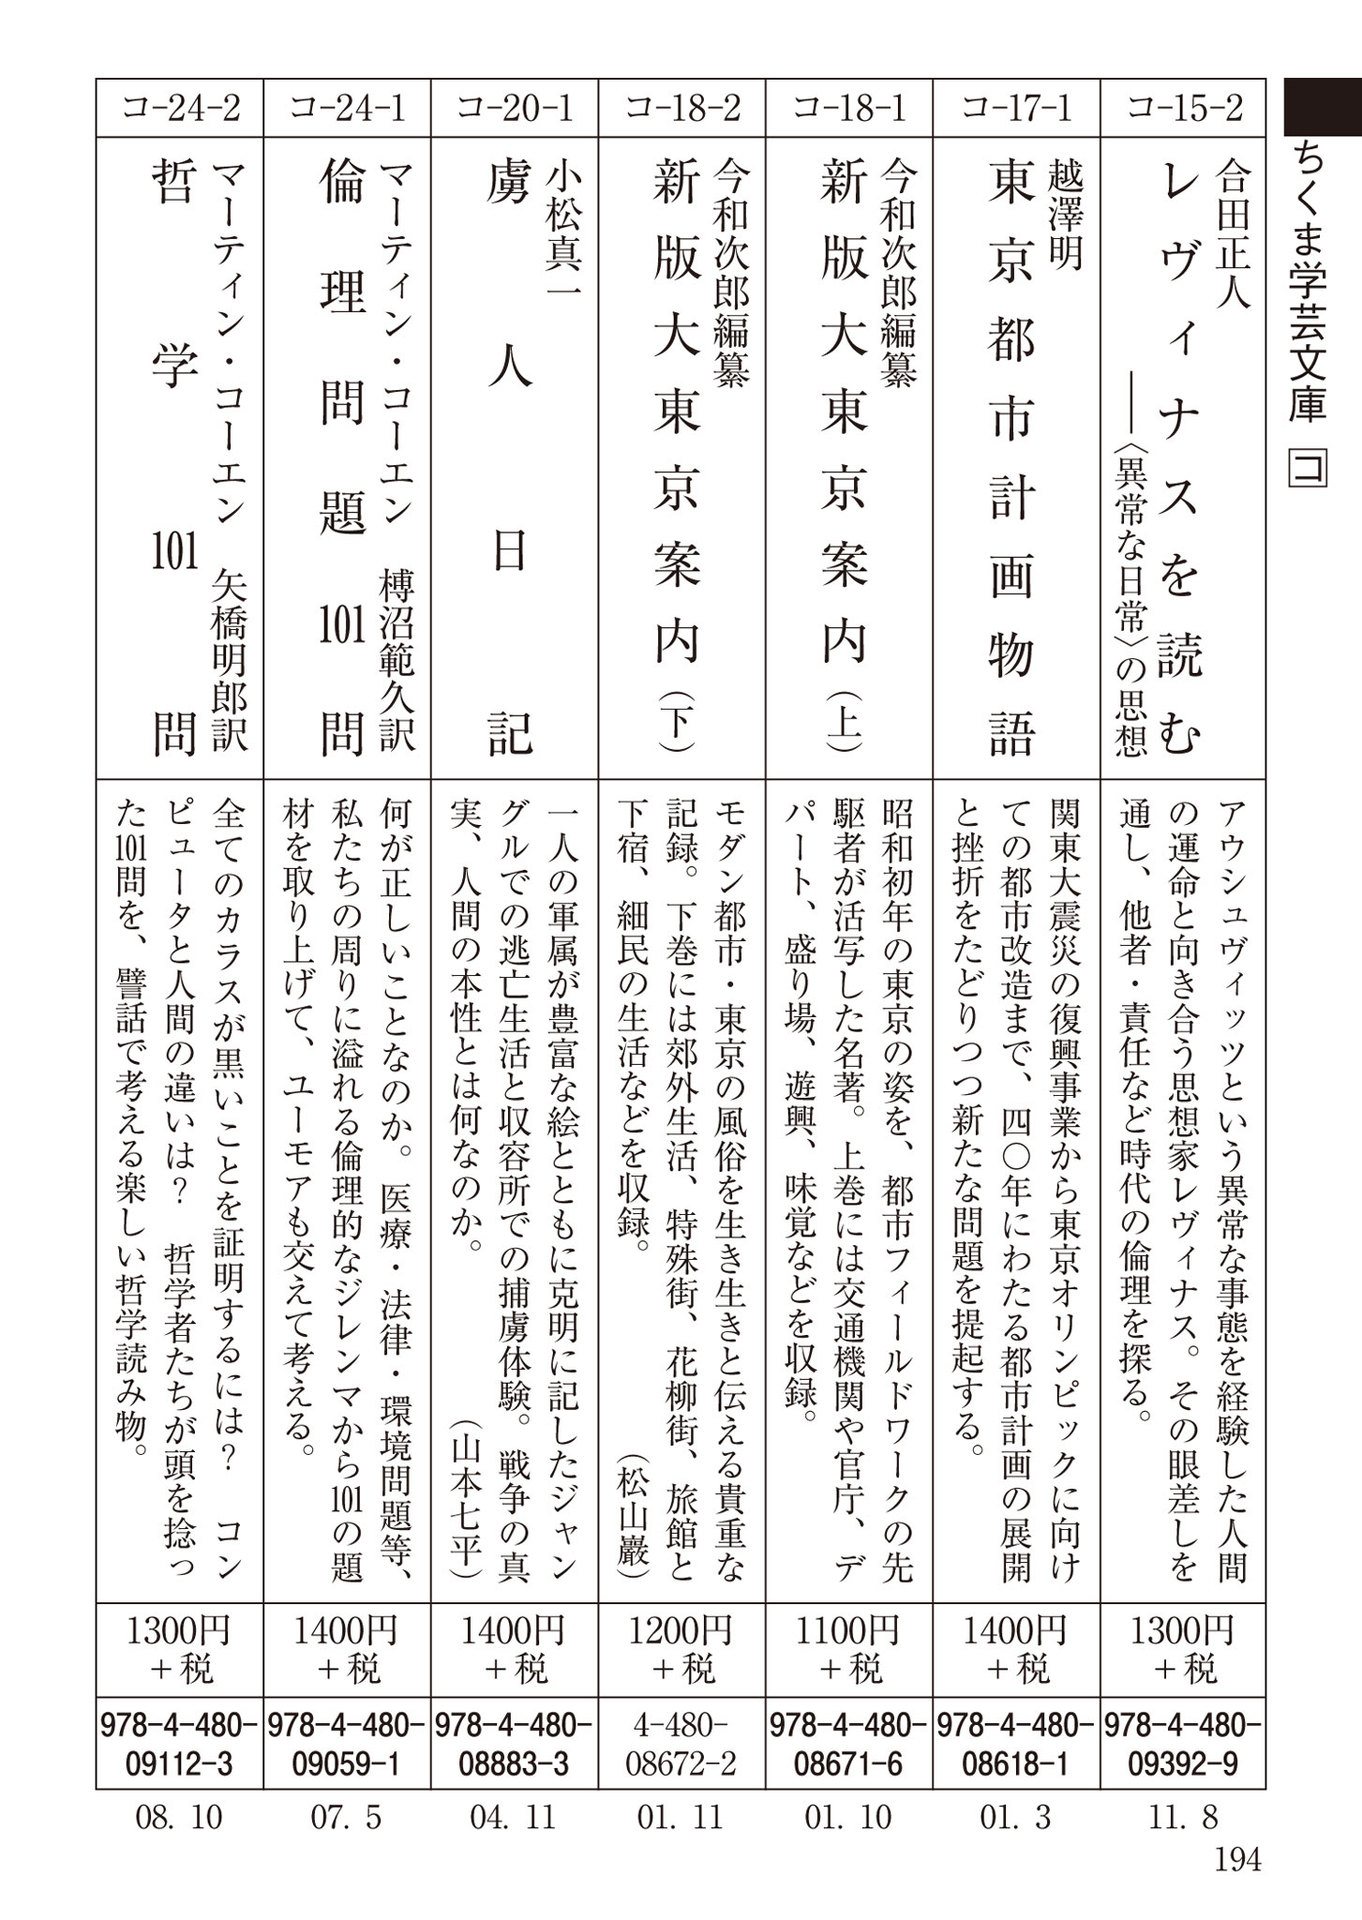 ちくま学芸文庫 コ
コ-15-2
合田正人
レヴィナスを読む
――〈異常な日常〉の思想
アウシュヴィッツという異常な事態を経験した人間
の運命と向き合う思想家レヴィナス。その眼差しを
通し、他者・責任など時代の倫理を探る。
1300円
+税
978-4-480-
09392-9
11. 8
コ-17-1
越澤明
東京都市計画物語
関東大震災の復興事業から東京オリンピックに向け
ての都市改造まで、四〇年にわたる都市計画の展開
と挫折をたどりつつ新たな問題を提起する。
1400円
+税
978-4-480-
08618-1
01. 3
コ-18-1
今和次郎編纂
新版大東京案内（上）
昭和初年の東京の姿を、都市フィールドワークの先
駆者が活写した名著。上巻には交通機関や官庁、デ
パート、盛り場、遊興、味覚などを収録。
1100円
+税
978-4-480-
08671-6
01. 10
コ-18-2
今和次郎編纂
新版大東京案内（下）
モダン都市・東京の風俗を生き生きと伝える貴重な
記録。下巻には郊外生活、特殊街、花柳街、旅館と
下宿、細民の生活などを収録。（松山巖）
1200円
+税
4-480-
08672-2
01. 11
コ-20-1
小松真一
虜人日記
一人の軍属が豊富な絵とともに克明に記したジャン
グルでの逃亡生活と収容所での捕虜体験。戦争の真
実、人間の本性とは何なのか。（山本七平）
1400円
+税
978-4-480-
08883-3
04. 11
コ-24-1
マーティン・コーエン 榑沼範久訳
倫理問題101問
何が正しいことなのか。医療・法律・環境問題等、
私たちの周りに溢れる倫理的なジレンマから101の題
材を取り上げて、ユーモアも交えて考える。
1400円
+税
978-4-480-
09059-1
07. 5
コ-24-2
マーティン・コーエン 矢橋明郎訳
哲学101問
全てのカラスが黒いことを証明するには？ コン
ピュータと人間の違いは？ 哲学者たちが頭を捻っ
た101問を、譬話で考える楽しい哲学読み物。
1300円
+税
978-4-480-
09112-3
08. 10
194